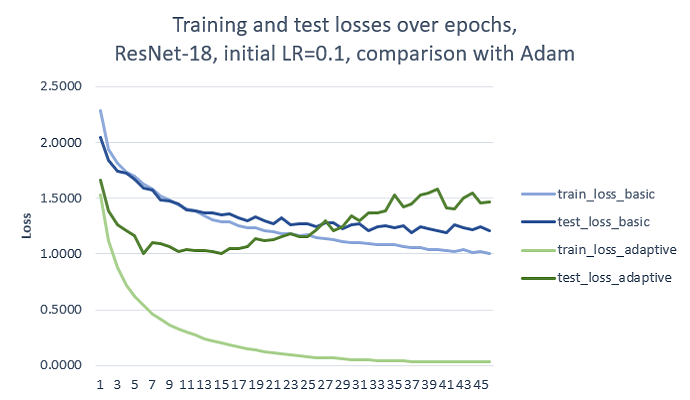 Training and test losses over epochs,
ResNet-18, initial LR=0.1, comparison with Adam
2.5000
2.0000
1.5000
1.0000
0.5000
0.0000
Loss
1 3 5 7 9 11 13 15 17 19 21 23 25 27 29 31 33 35 37 39 41 43 45
train_loss_basic
test_loss_basic
train_loss_adaptive
test_loss_adaptive